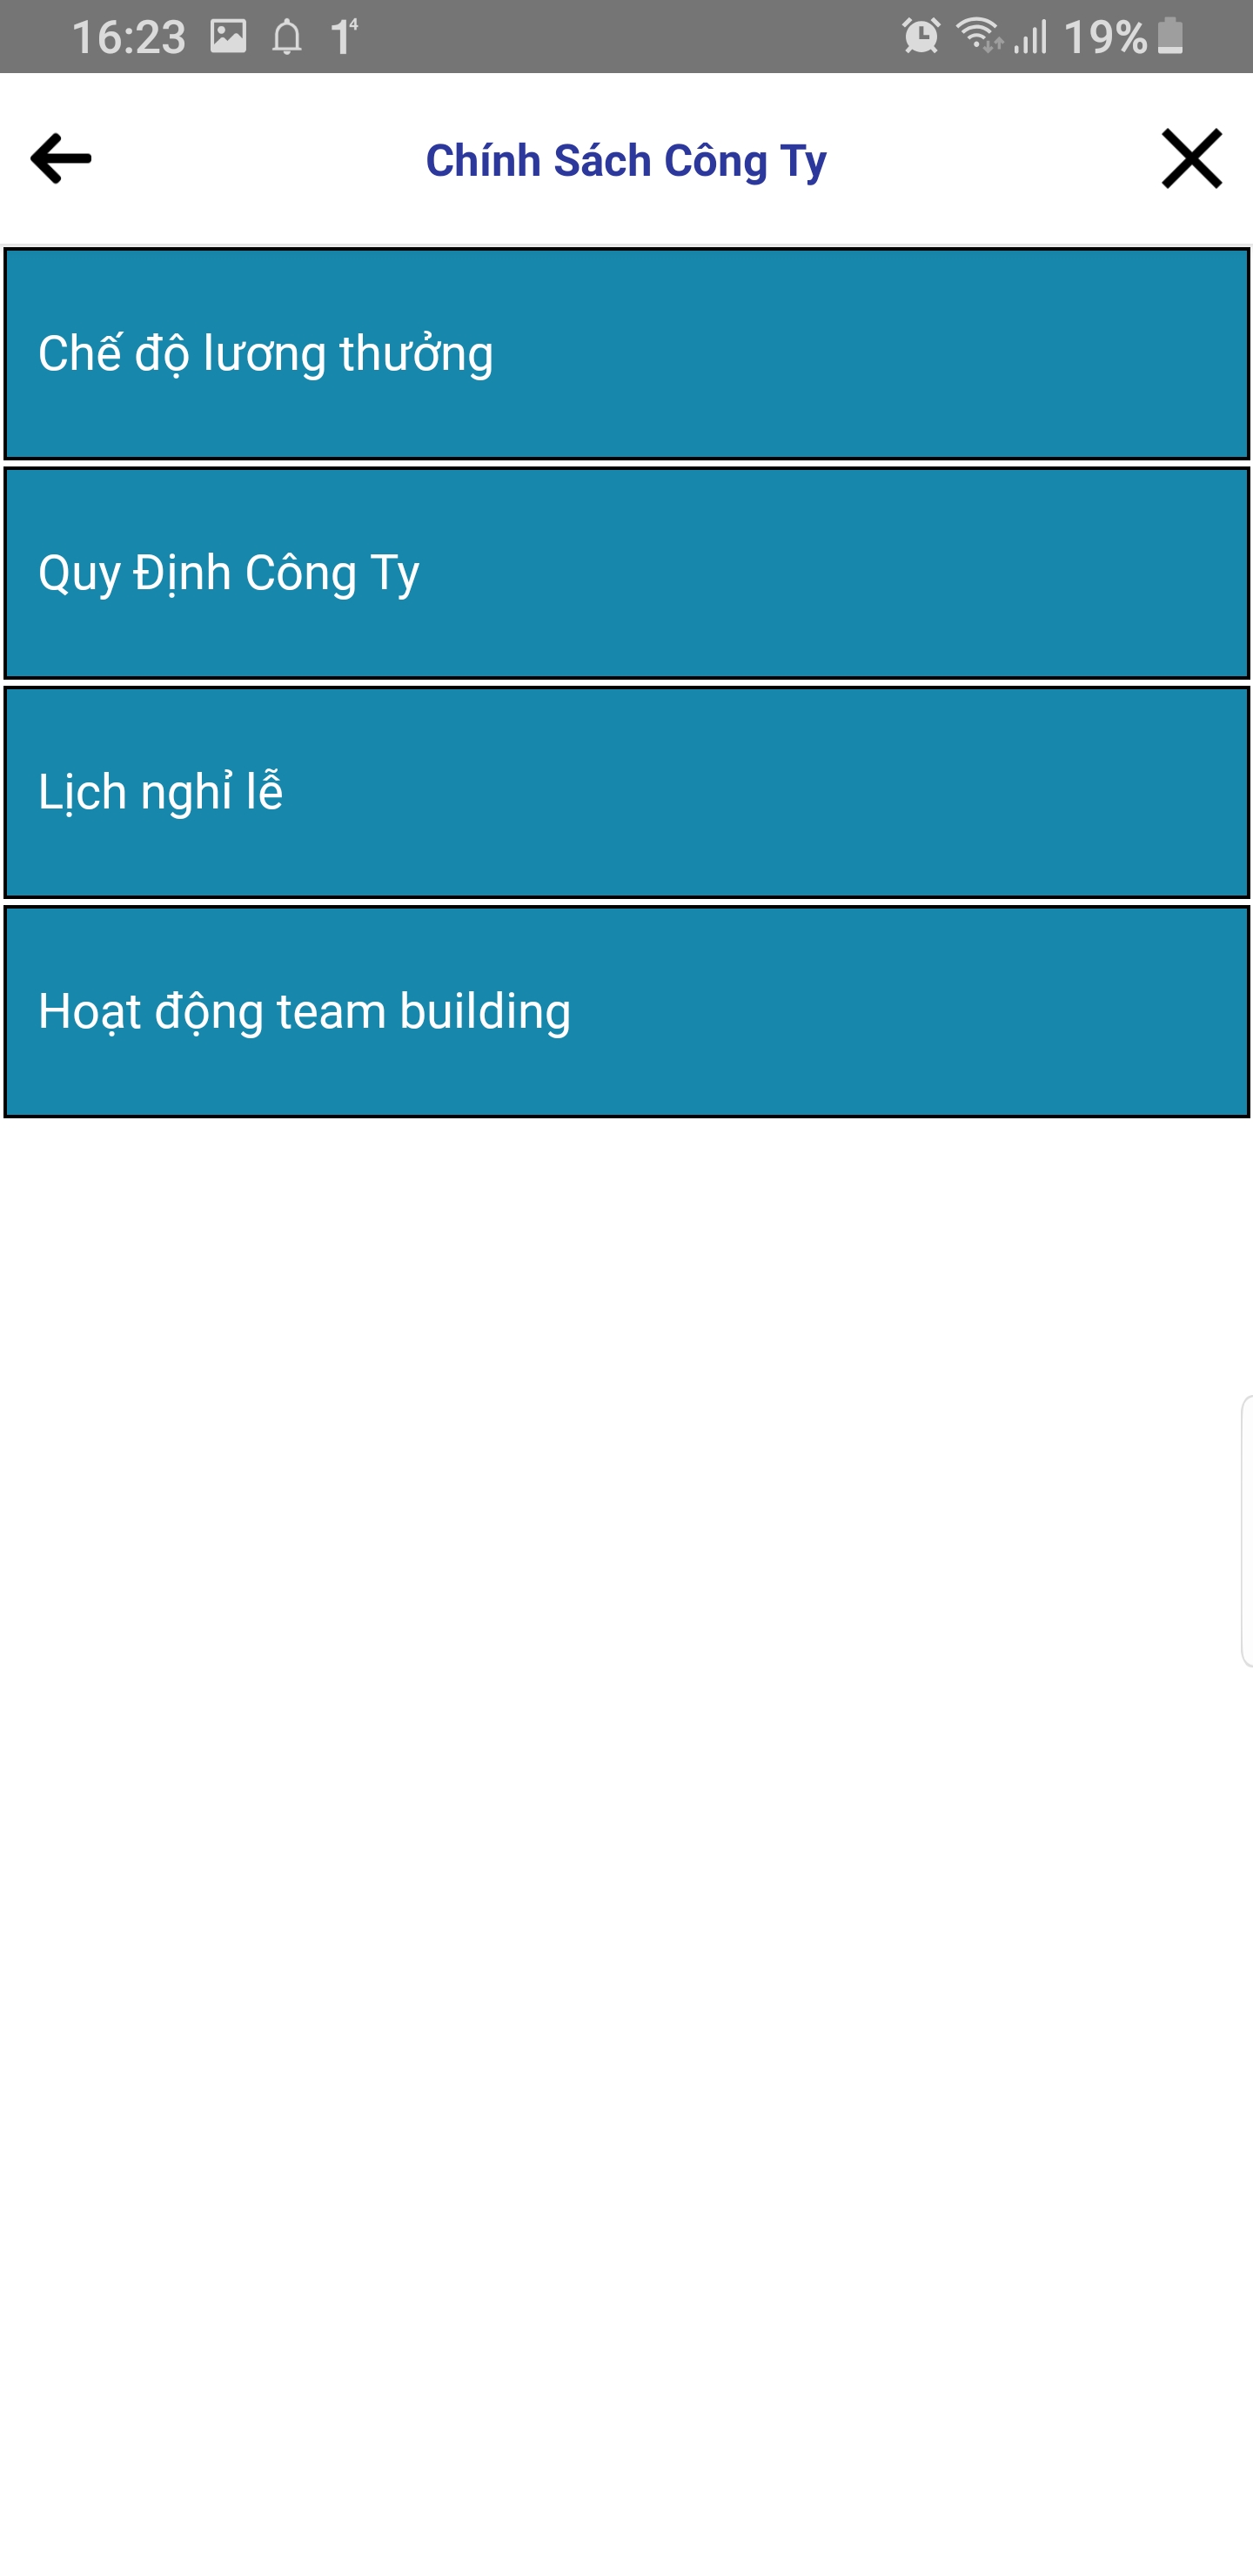 16:23 1⁴ 19%
Chính Sách Công Ty
Chế độ lương thưởng
Quy Định Công Ty
Lịch nghỉ lễ
Hoạt động team building